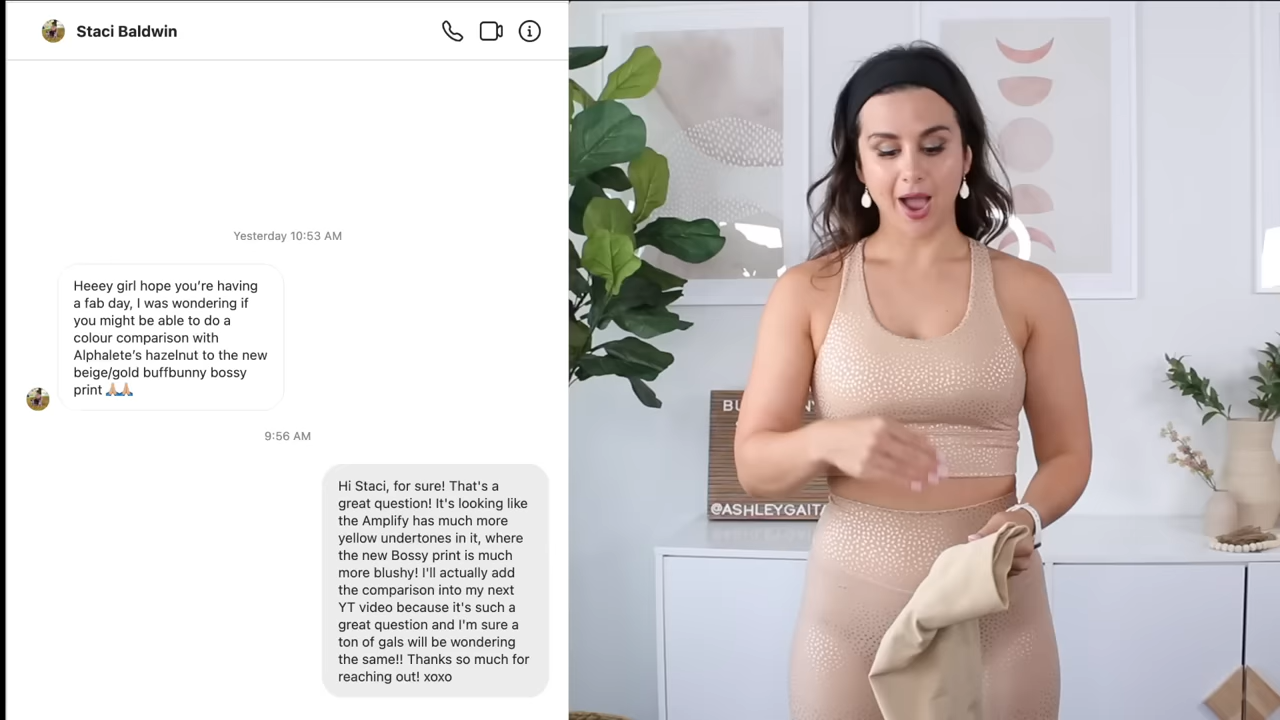 Staci Baldwin
Yesterday 10:53 AM
Heeey girl hope you’re having
a fab day, I was wondering if
you might be able to do a
colour comparison with
Alphalete’s hazelnut to the new
beige/gold buffbunny bossy
print 🙏🏼🙏🏼
9:56 AM
Hi Staci, for sure! That's a
great question! It's looking like
the Amplify has much more
yellow undertones in it, where
the new Bossy print is much
more blushy! I'll actually add
the comparison into my next
YT video because it's such a
great question and I'm sure a
ton of gals will be wondering
the same!! Thanks so much for
reaching out! xoxo
@ASHLEYGAITA